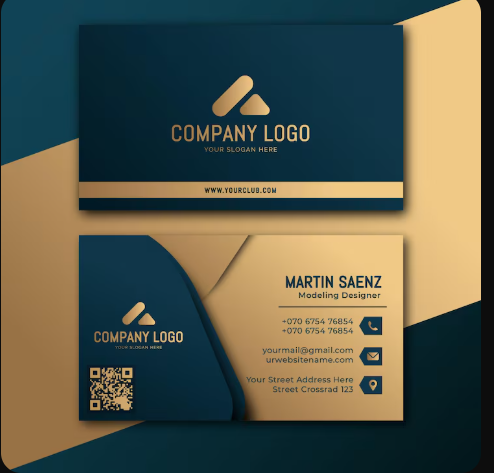 COMPANY LOGO
YOUR SLOGAN HERE
WWW.YOURCLUB.COM
MARTIN SAENZ
Modeling Designer
+070 6754 76854
+070 6754 76854
yourmail@gmail.com
urwebsitename.com
Your Street Address Here
Street Crossrad 123
COMPANY LOGO
YOUR SLOGAN HERE